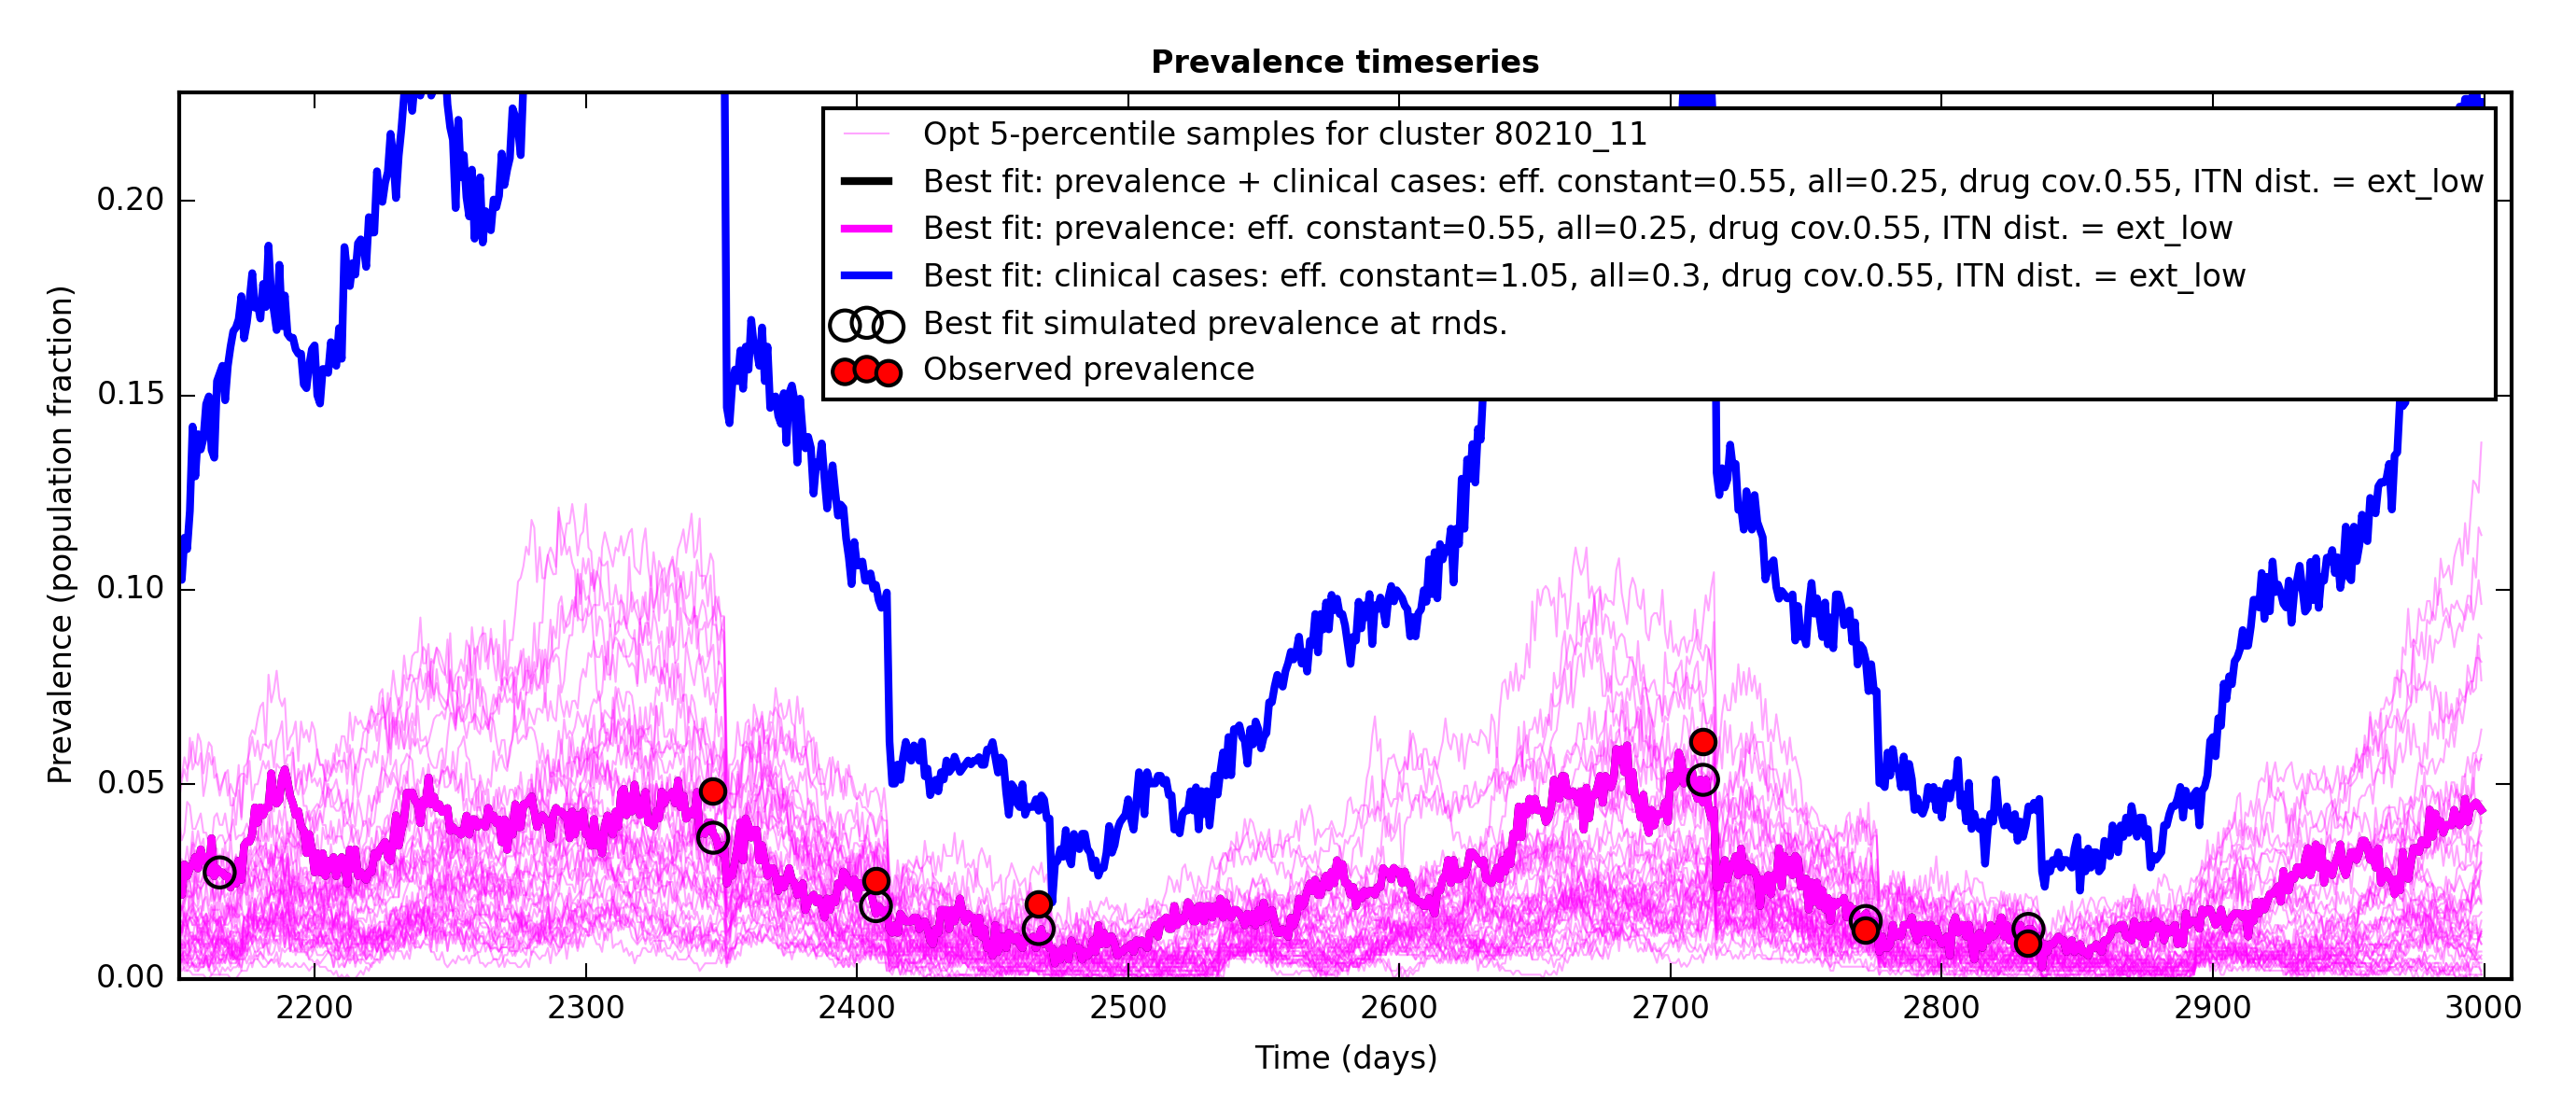 Prevalence timeseries
Opt 5-percentile samples for cluster 80210_11
Best fit: prevalence + clinical cases: eff. constant=0.55, all=0.25, drug cov.0.55, ITN dist. = ext_low
Best fit: prevalence: eff. constant=0.55, all=0.25, drug cov.0.55, ITN dist. = ext_low
Best fit: clinical cases: eff. constant=1.05, all=0.3, drug cov.0.55, ITN dist. = ext_low
Best fit simulated prevalence at rnds.
Observed prevalence
Prevalence (population fraction)
0.20
0.15
0.10
0.05
0.00
2200 2300 2400 2500 2600 2700 2800 2900 3000
Time (days)